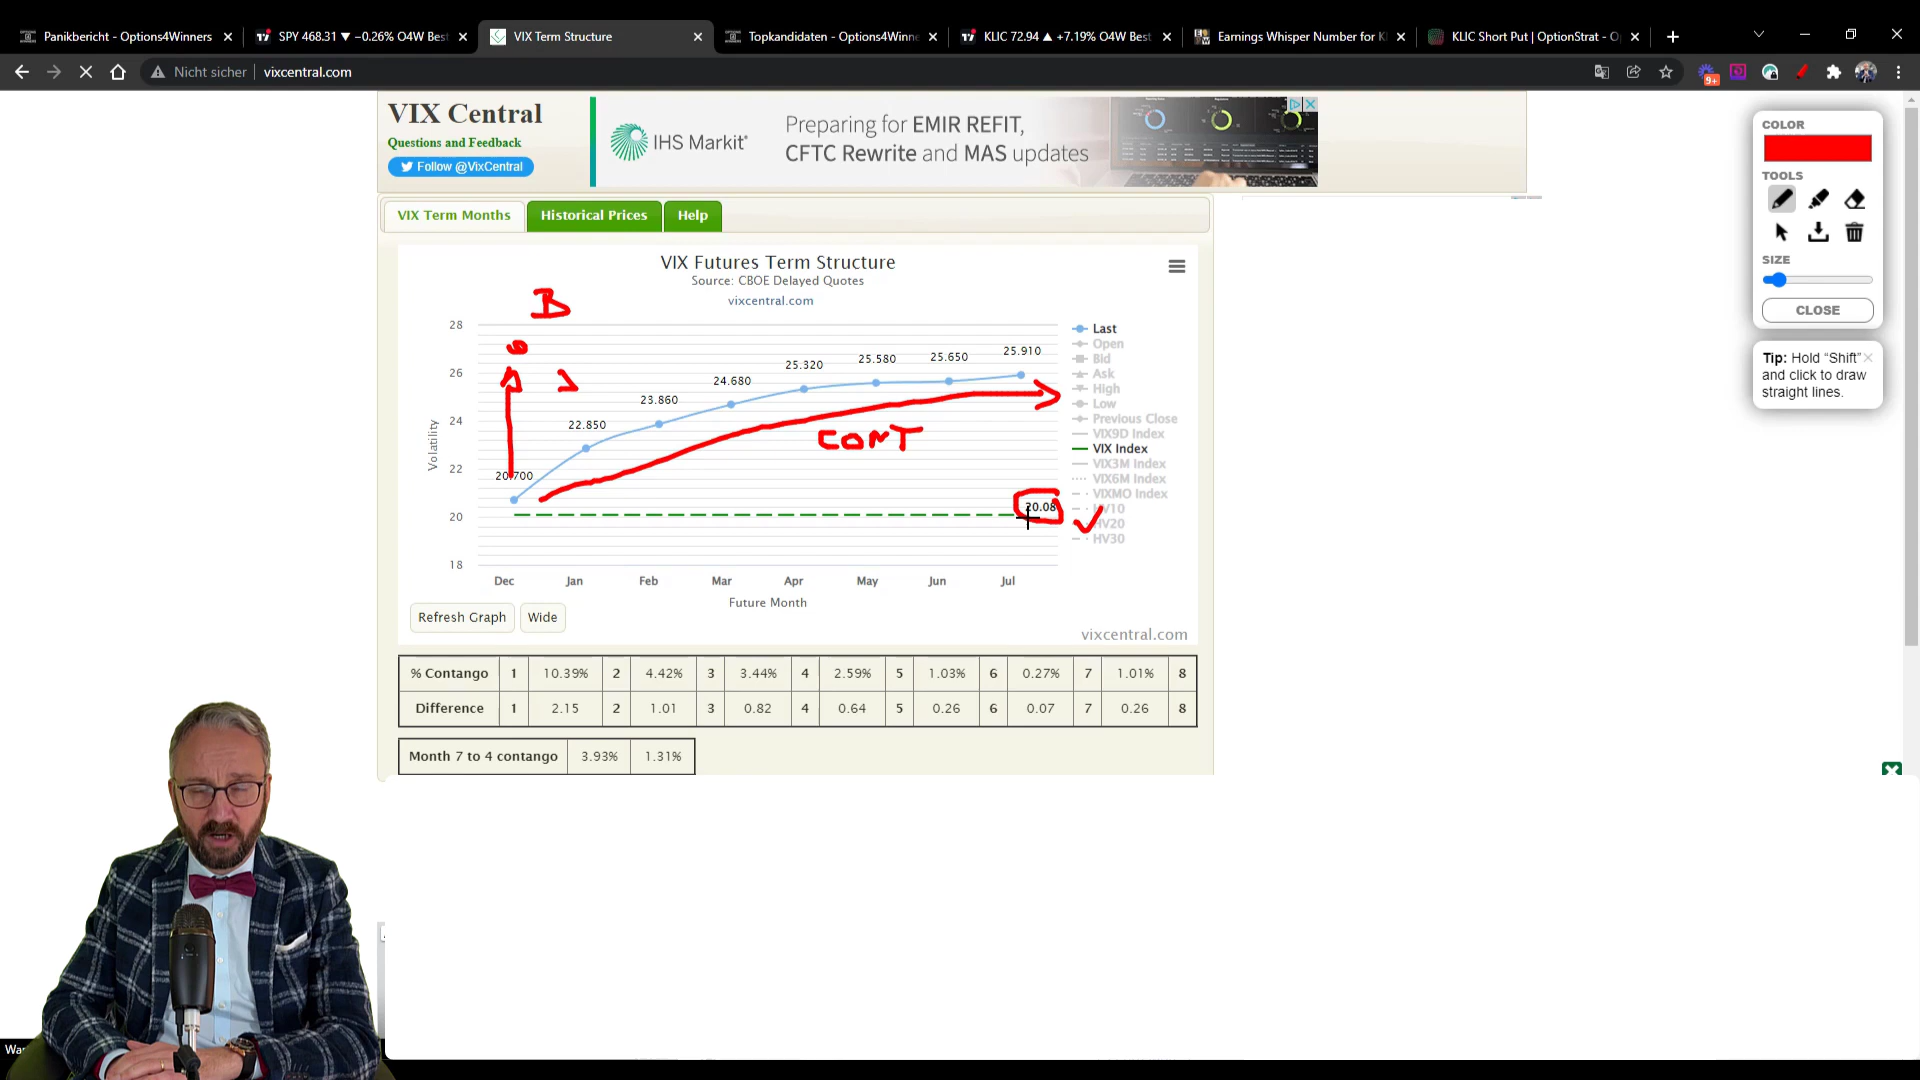 Panikbericht - Options4Winners
SPY 468.31 ▼ −0.26% O4W Best
VIX Term Structure
Topkandidaten - Options4Winne
KLIC 72.94 ▲ +7.19% O4W Best
Earnings Whisper Number for K
KLIC Short Put | OptionStrat - O
Nicht sicher
vixcentral.com
9+
VIX Central
Questions and Feedback
Follow @VixCentral
IHS Markit
Preparing for EMIR REFIT,
CFTC Rewrite and MAS updates
VIX Term Months
Historical Prices
Help
VIX Futures Term Structure
Source: CBOE Delayed Quotes
vixcentral.com
B
CONT
Volatility
28
26
24
22
20
18
20.700
22.850
23.860
24.680
25.320
25.580
25.650
25.910
20.08
Dec Jan Feb Mar Apr May Jun Jul
Future Month
Last
Open
Bid
Ask
High
Low
Previous Close
VIX9D Index
VIX Index
VIX3M Index
VIX6M Index
VIXMO Index
HV10
HV20
HV30
Refresh Graph
Wide
vixcentral.com
% Contango 1 10.39% 2 4.42% 3 3.44% 4 2.59% 5 1.03% 6 0.27% 7 1.01% 8
Difference 1 2.15 2 1.01 3 0.82 4 0.64 5 0.26 6 0.07 7 0.26 8
Month 7 to 4 contango 3.93% 1.31%
COLOR
TOOLS
SIZE
CLOSE
Tip: Hold “Shift”
and click to draw
straight lines.